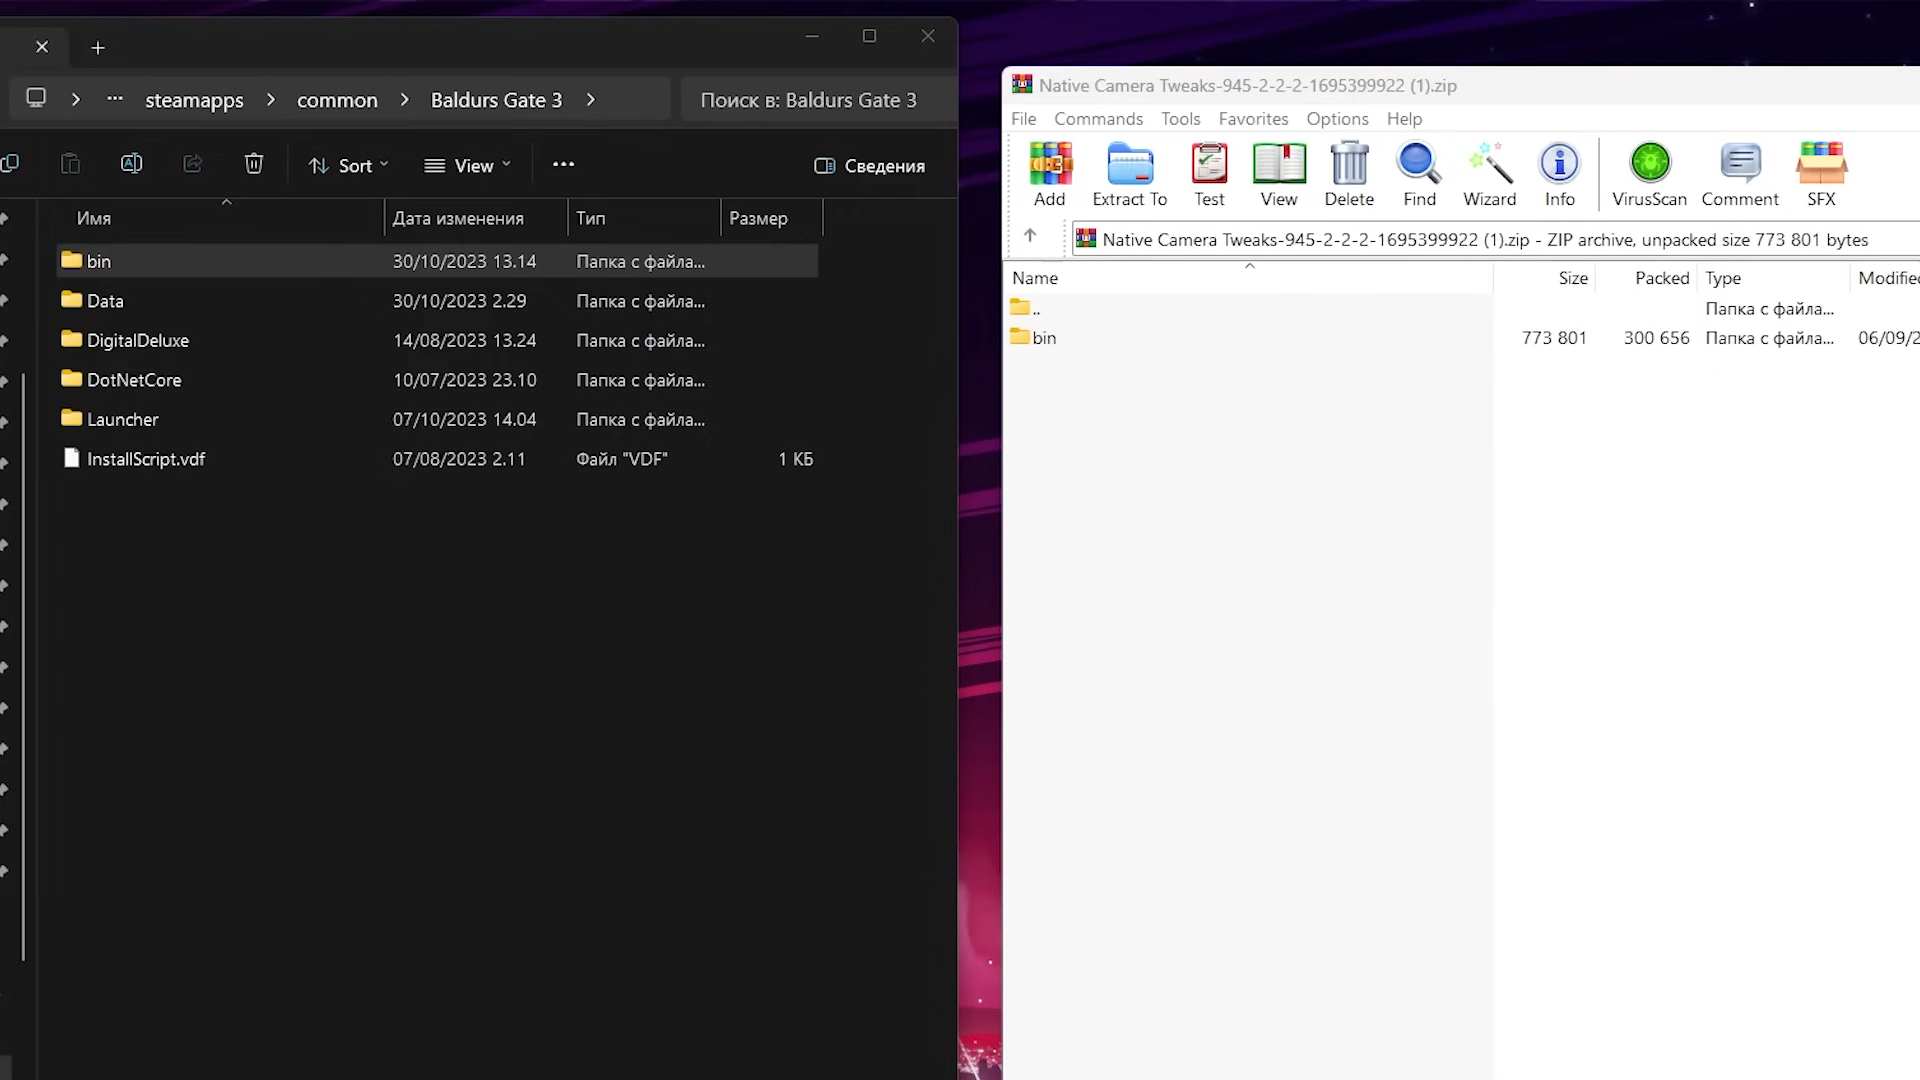 steamapps
common
Baldurs Gate 3
Поиск в: Baldurs Gate 3
Sort
View
Сведения
Имя
Дата изменения
Тип
Размер
bin 30/10/2023 13.14 Папка с файла...
Data 30/10/2023 2.29 Папка с файла...
DigitalDeluxe 14/08/2023 13.24 Папка с файла...
DotNetCore 10/07/2023 23.10 Папка с файла...
Launcher 07/10/2023 14.04 Папка с файла...
InstallScript.vdf 07/08/2023 2.11 Файл "VDF" 1 КБ
Native Camera Tweaks-945-2-2-2-1695399922 (1).zip
File Commands Tools Favorites Options Help
Add Extract To Test View Delete Find Wizard Info VirusScan Comment SFX
Native Camera Tweaks-945-2-2-2-1695399922 (1).zip - ZIP archive, unpacked size 773 801 bytes
Name Size Packed Type Modified
.. Папка с файла...
bin 773 801 300 656 Папка с файла... 06/09/2